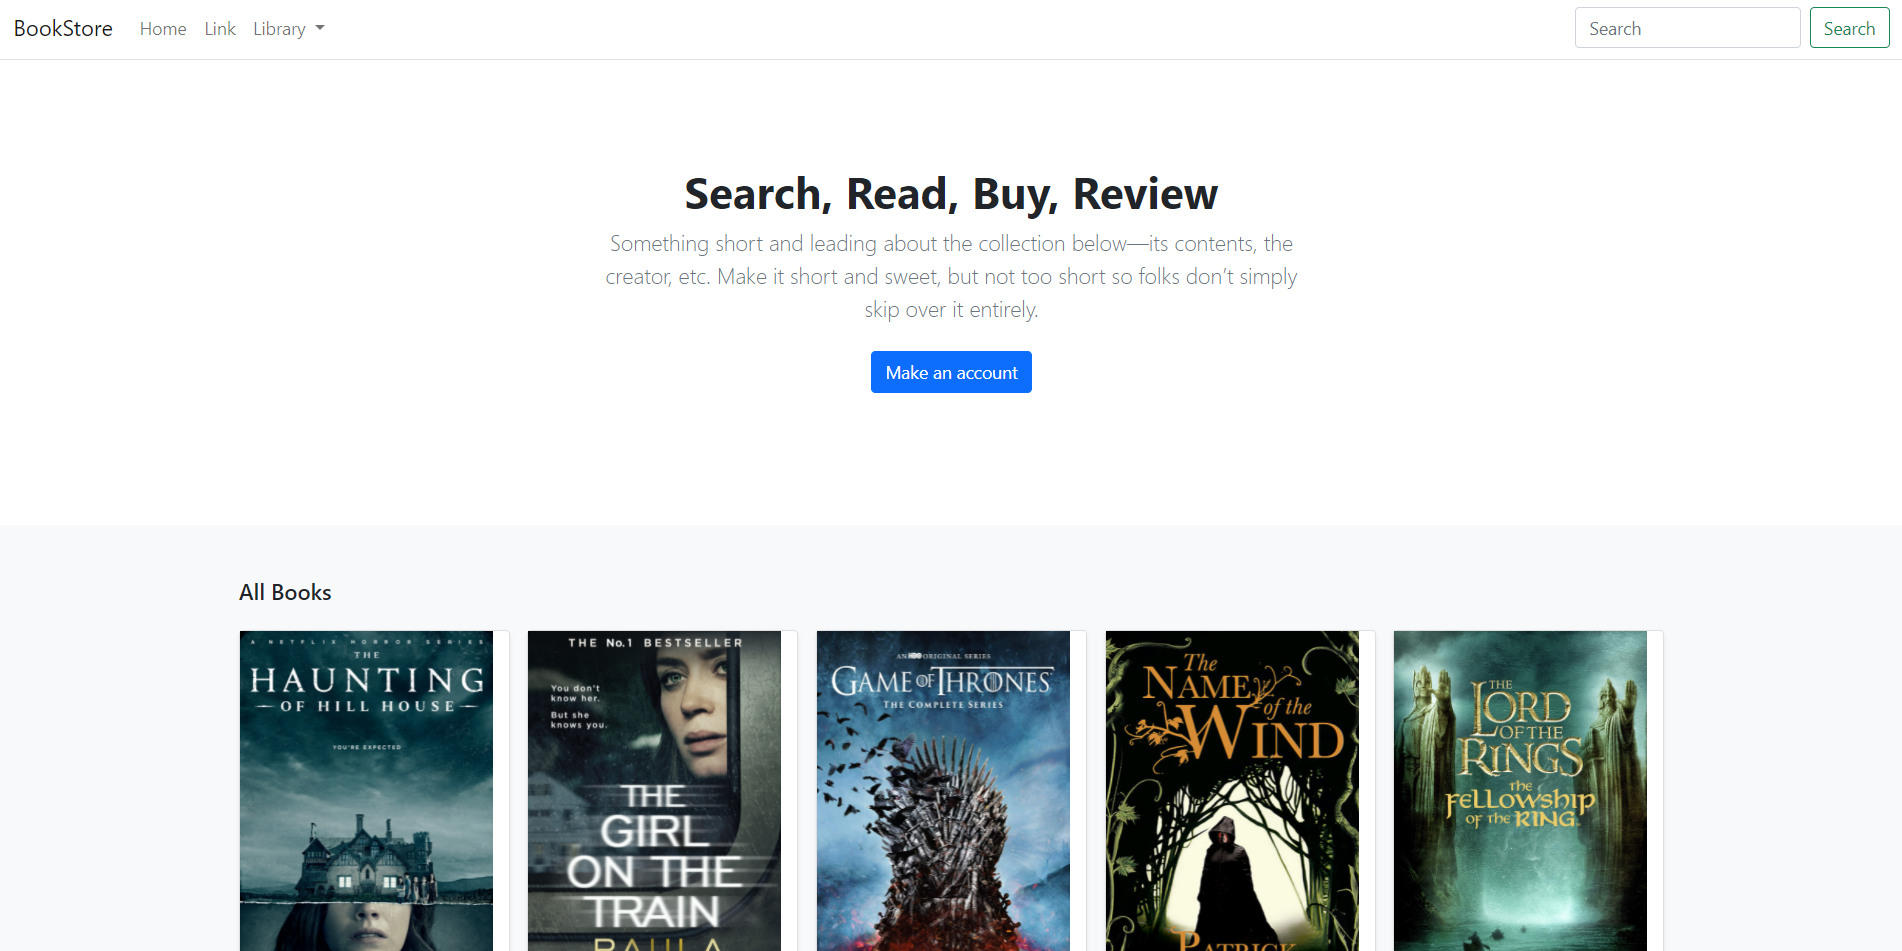 BookStore
Home
Link
Library
Search
Search
Search, Read, Buy, Review
Something short and leading about the collection below—its contents, the
creator, etc. Make it short and sweet, but not too short so folks don’t simply
skip over it entirely.
Make an account
All Books
A NETFLIX HORROR SERIES
THE
HAUNTING
OF HILL HOUSE
YOU'RE EXPECTED
THE No.1 BESTSELLER
You don't
know her.
But she
knows you.
THE
GIRL
ON THE
TRAIN
PAULA
AN HBO ORIGINAL SERIES
GAME OF THRONES
THE COMPLETE SERIES
The
NAME
of the
WIND
PATRICK
THE
LORD
OF THE
RINGS
THE
FELLOWSHIP
OF THE RING